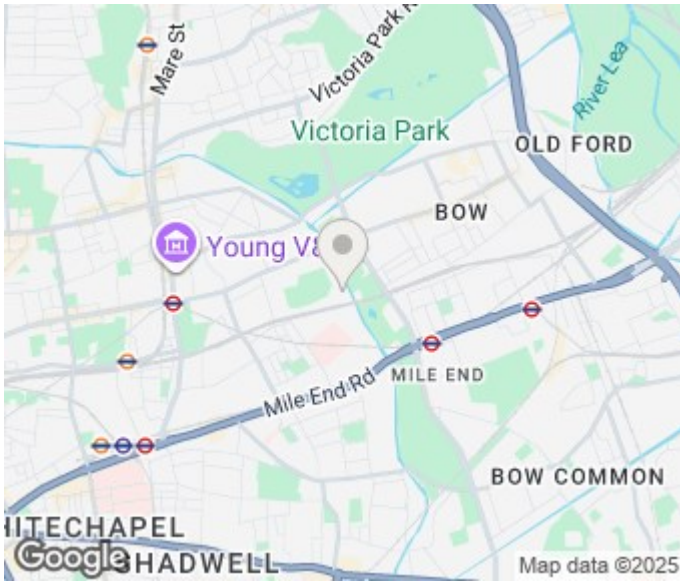 Mare St
Victoria Park R
River Lea
Victoria Park
OLD FORD
BOW
Young V&
MILE END
Mile End Rd
BOW COMMON
HITECHAPEL
SHADWELL
Google
Map data ©2025